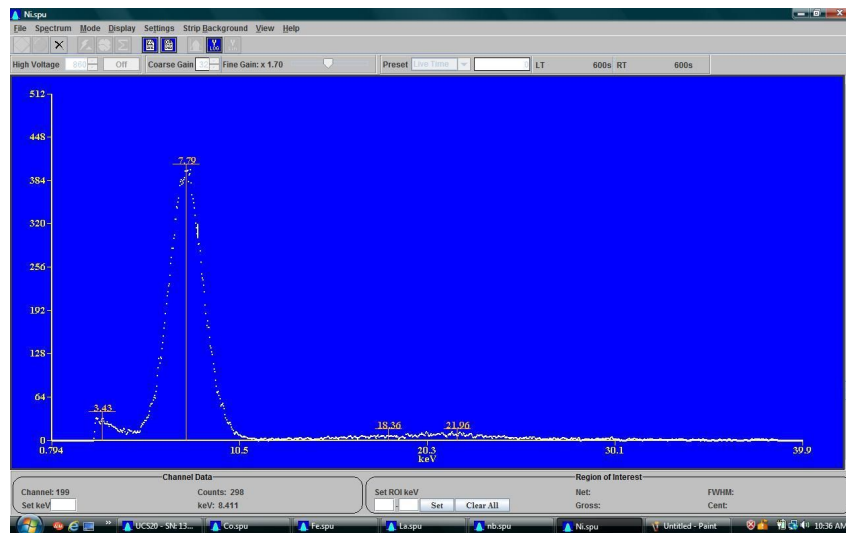 Ni.spu
File Spectrum Mode Display Settings Strip Background View Help
High Voltage 860 Off Coarse Gain 32 Fine Gain: x 1.70 Preset Live Time LT 600s RT 600s
512
448
7.79
384
320
256
192
128
64
3.43
18.36 21.96
0
0.794 10.5 20.3 30.1 39.9
keV
Channel Data Region of Interest
Channel: 199 Counts: 298 Set ROI keV Net: FWHM:
Set keV keV: 8.411 - Set Clear All Gross: Cent:
UCS20 - SN: 13... Co.spu Fe.spu La.spu nb.spu Ni.spu Untitled - Paint 10:36 AM